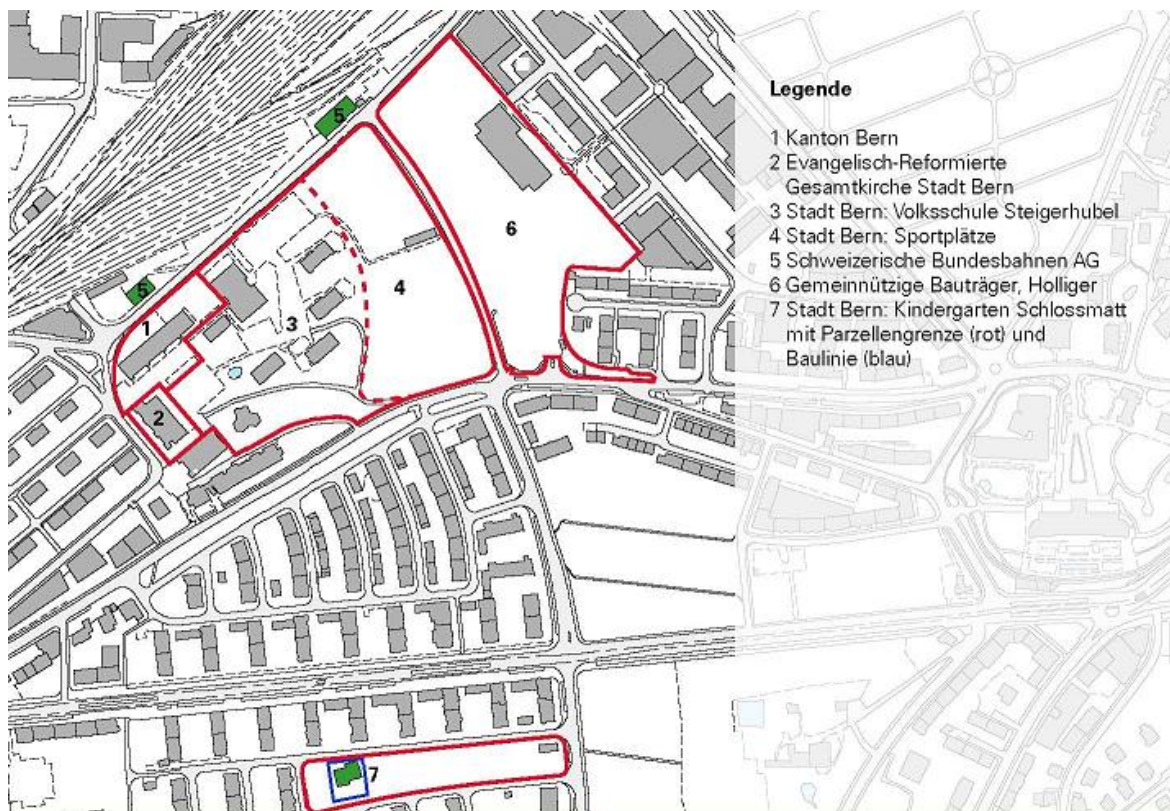 5
6
4
5
1
3
2
7
Legende
1 Kanton Bern
2 Evangelisch-Reformierte
Gesamtkirche Stadt Bern
3 Stadt Bern: Volksschule Steigerhubel
4 Stadt Bern: Sportplätze
5 Schweizerische Bundesbahnen AG
6 Gemeinnützige Bauträger, Holliger
7 Stadt Bern: Kindergarten Schlossmatt
mit Parzellengrenze (rot) und
Baulinie (blau)